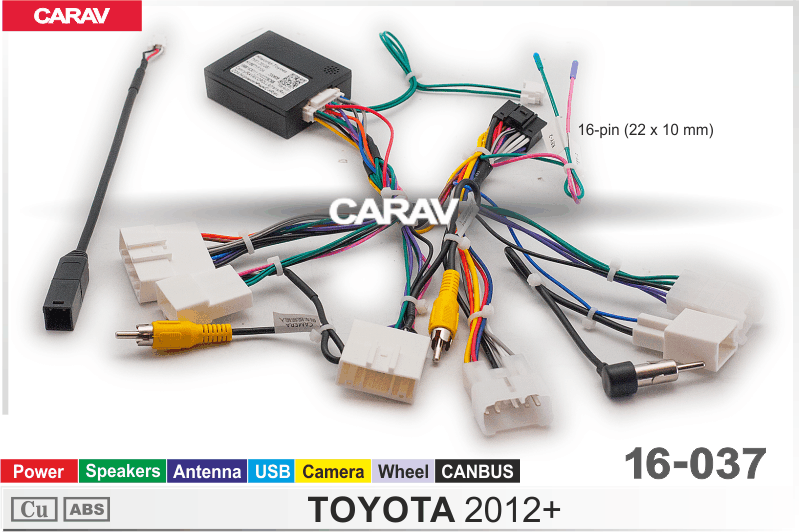 CARAV
16-pin (22 x 10 mm)
CARAV
CAMERA
Power Speakers Antenna USB Camera Wheel CANBUS
16-037
Cu ABS
TOYOTA 2012+